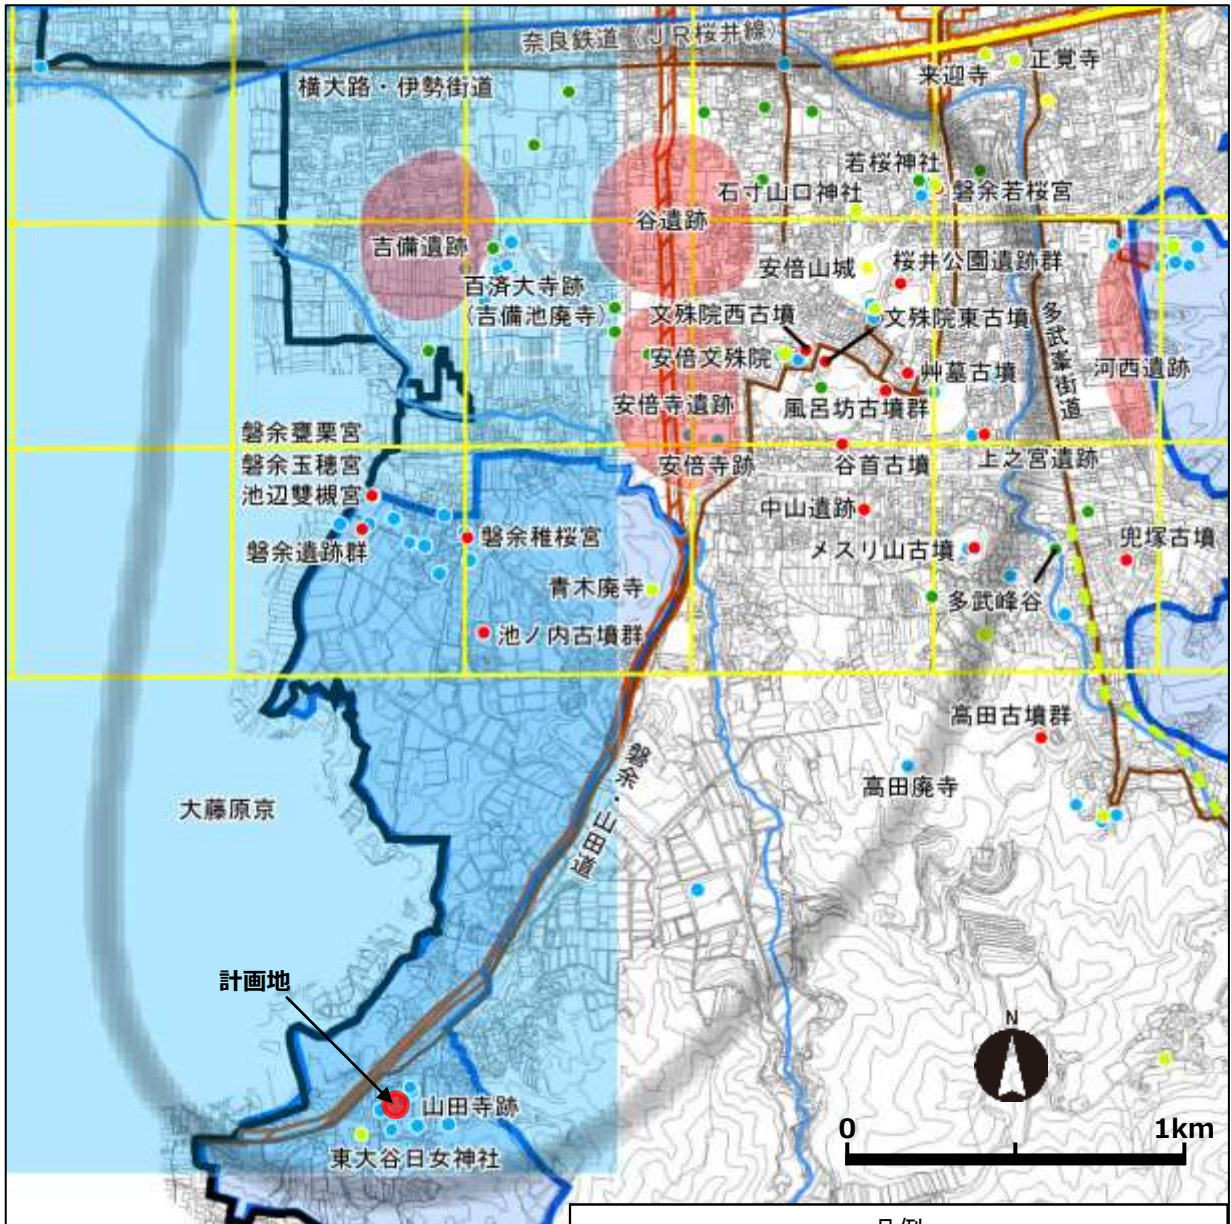 奈良鉄道（JR桜井線）
横大路・伊勢街道
来迎寺
正覚寺
若桜神社
石寸山口神社
磐余若桜宮
谷遺跡
吉備遺跡
安倍山城
桜井公園遺跡群
百済大寺跡
（吉備池廃寺）
文殊院西古墳
文殊院東古墳
多武峯街道
安倍文殊院
艸墓古墳
河西遺跡
安倍寺遺跡
風呂坊古墳群
磐余甕栗宮
磐余玉穂宮
池辺雙槻宮
安倍寺跡
谷首古墳
上之宮遺跡
中山遺跡
磐余遺跡群
磐余稚桜宮
メスリ山古墳
兜塚古墳
青木廃寺
多武峰谷
池ノ内古墳群
高田古墳群
磐余・山田道
高田廃寺
大藤原京
計画地
N
山田寺跡
0 1km
東大谷日女神社